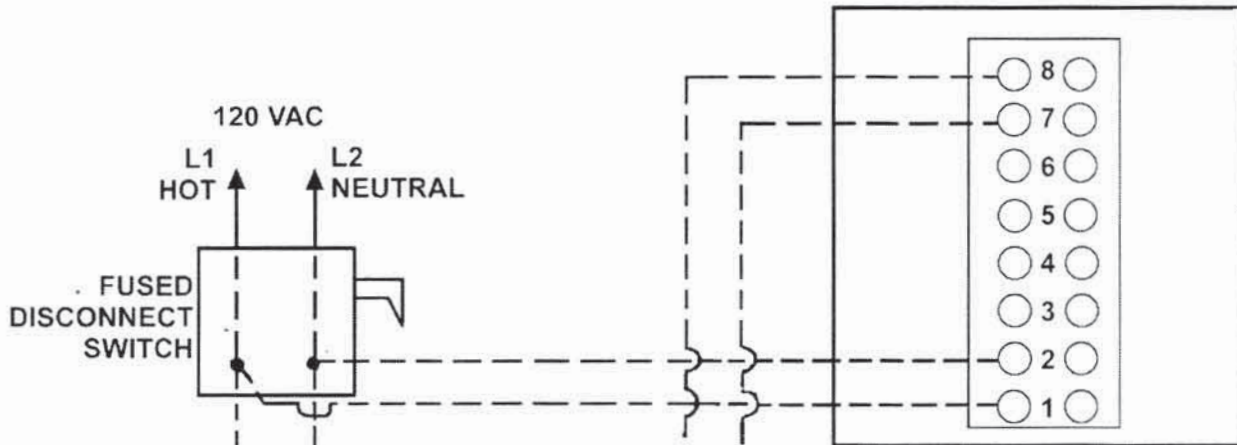 120 VAC
L1
HOT
L2
NEUTRAL
FUSED
DISCONNECT
SWITCH
8
7
6
5
4
3
2
1